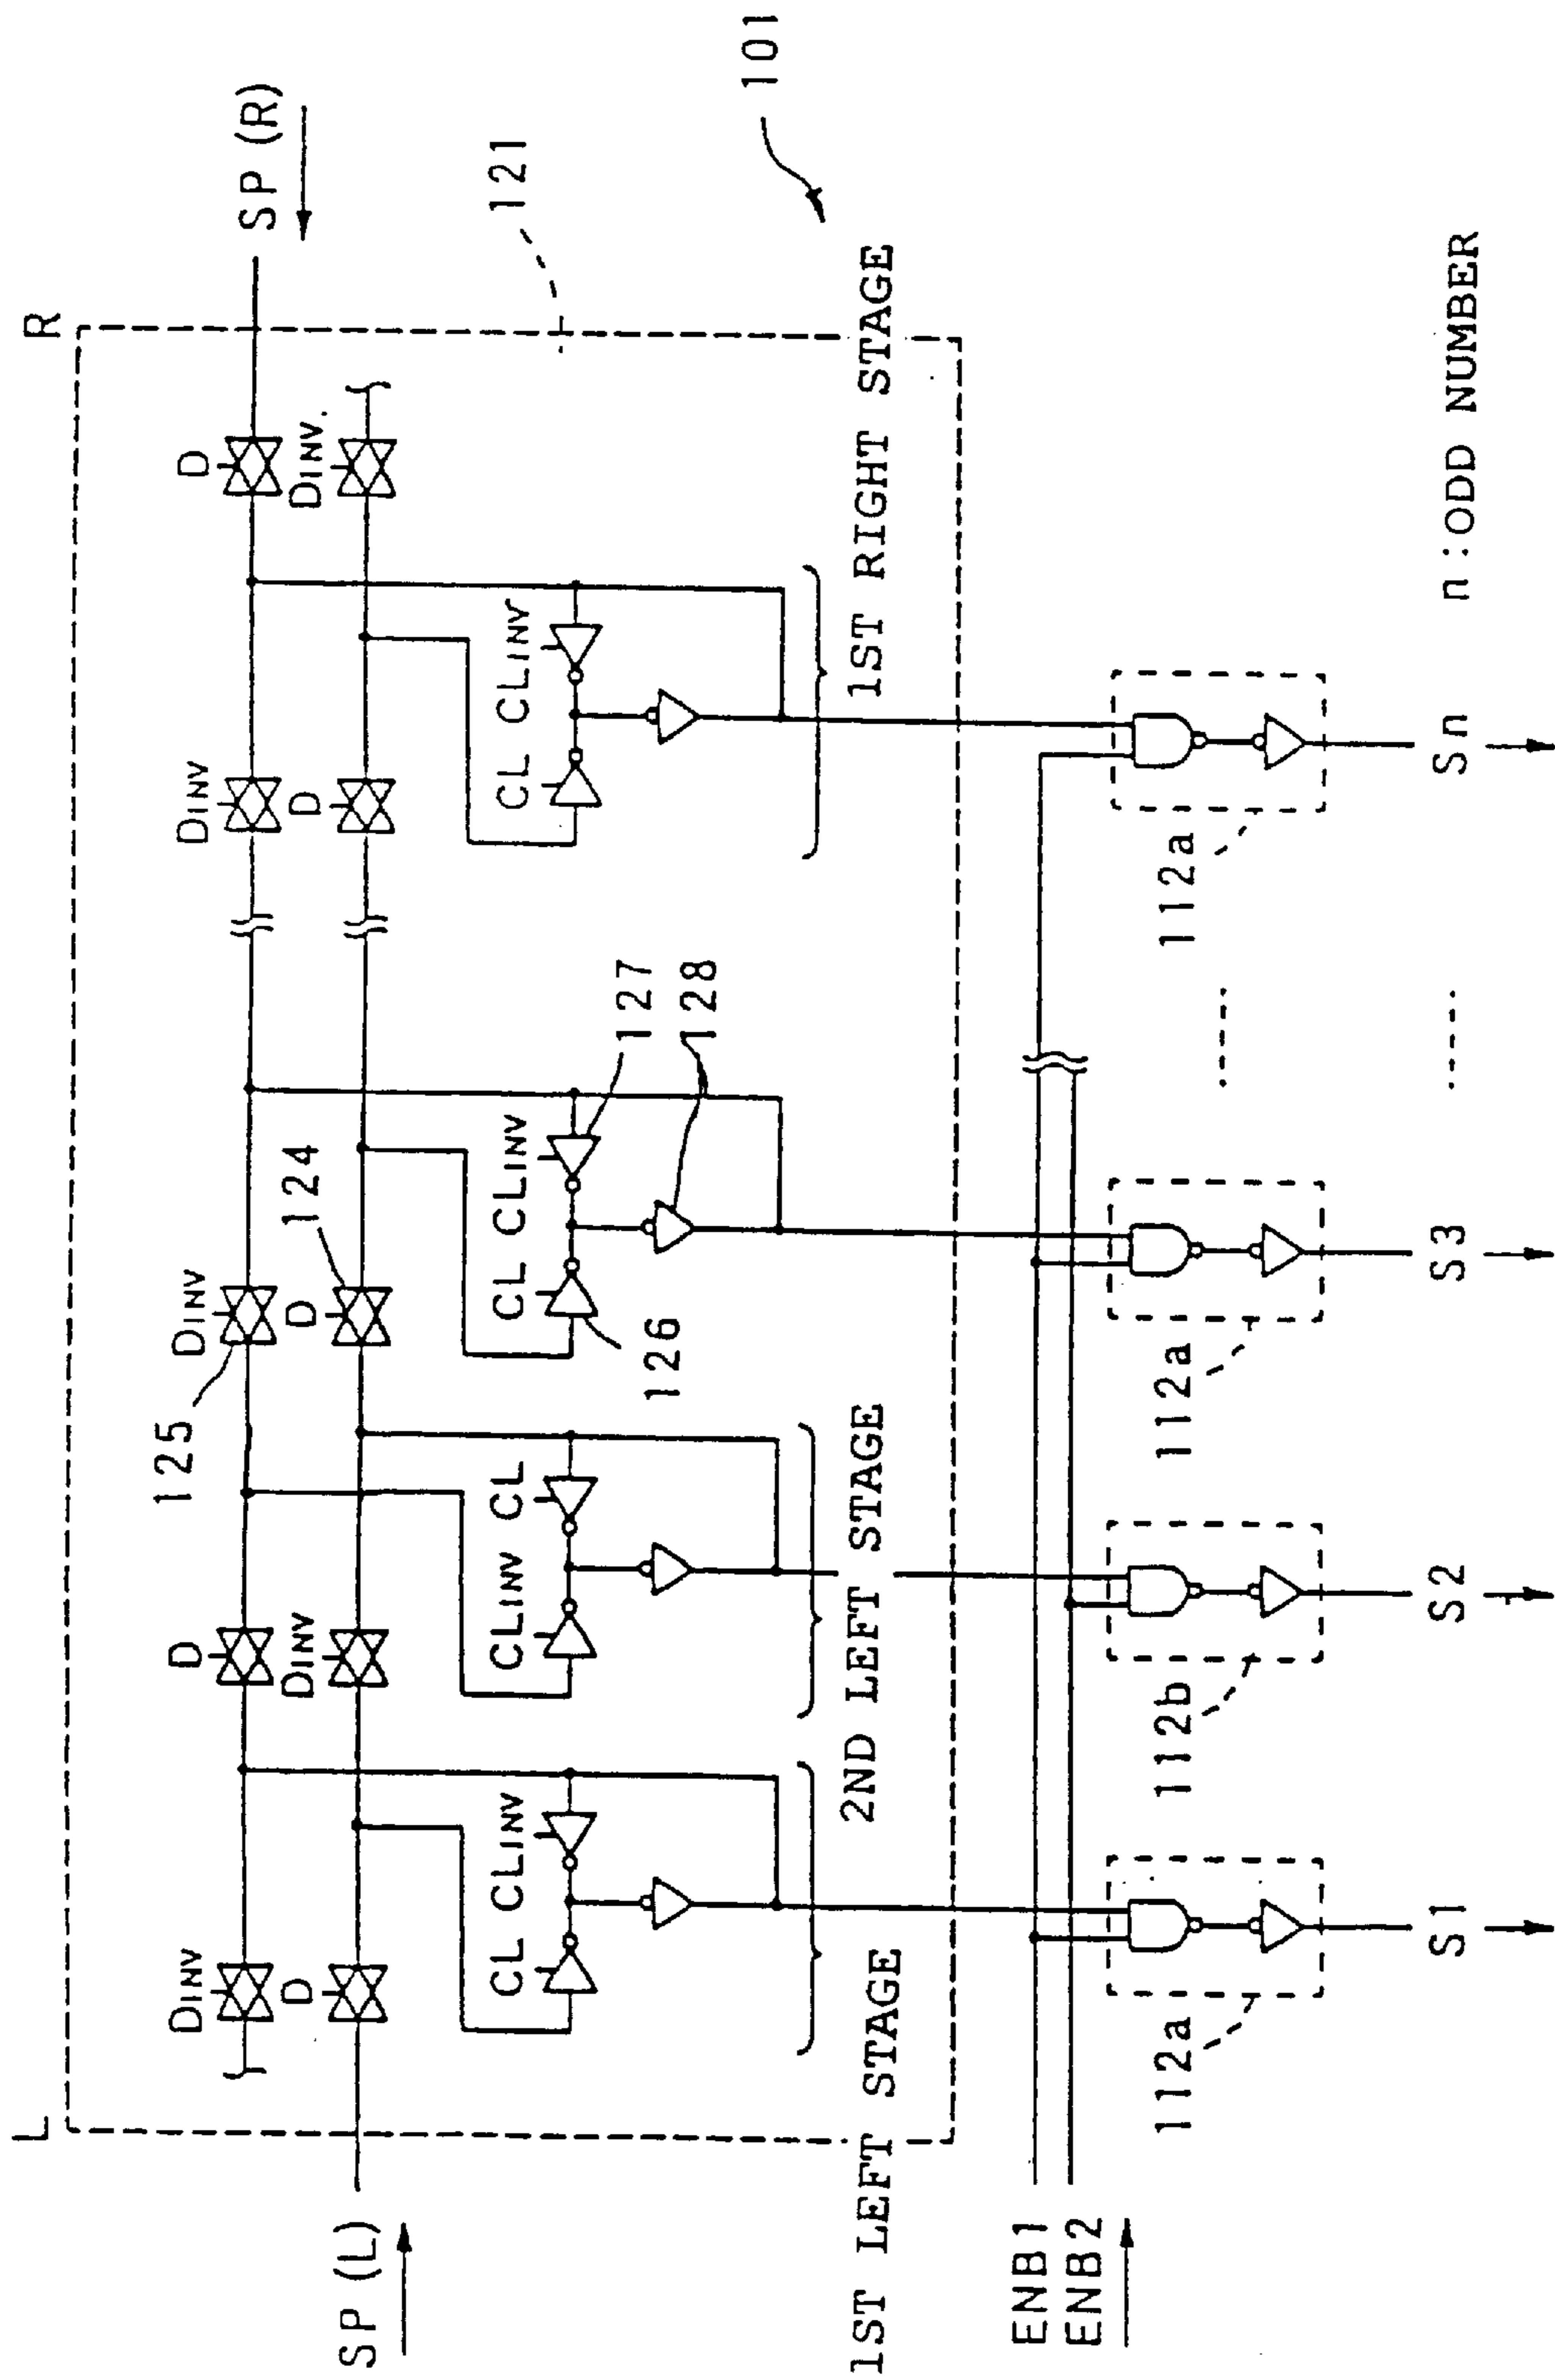 L
R
SP (R)
DINV
D
DINV
DINV
D
D
DINV
D
DINV
D
DINV
D
125
124
121
101
SP (L)
CL CLINV
CLINV CL
CL CLINV
CL CLINV
126
127
128
1ST LEFT STAGE
2ND LEFT STAGE
1ST RIGHT STAGE
ENB1
ENB2
112a
112b
112a
112a
S1
S2
S3
Sn
n:ODD NUMBER